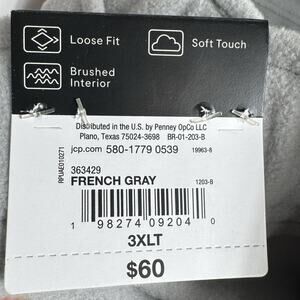 Loose Fit
Soft Touch
Brushed
Interior
Distributed in the U.S. by Penney OpCo LLC
Plano, Texas 75024-3698 BR-01-203-B
jcp.com 580-1779 0539 19963-8
RPUAE010271
363429
FRENCH GRAY 1203-B
1 98274 09204 0
3XLT
$60